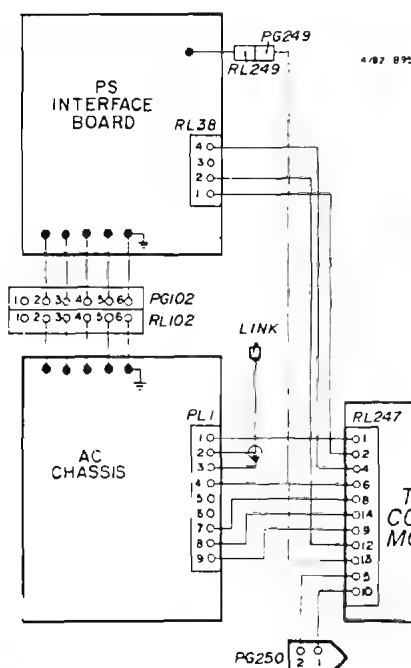 PG249
RL249
4/82 895
PS
INTERFACE
BOARD
RL38
4
3
2
1
1 2 3 4 5 6 PG102
1 2 3 4 5 6 RL102
LINK
PL1
RL247
AC
CHASSIS
1
2
3
4
5
6
7
8
9
1
2
4
6
8
14
9
12
13
5
10
T
CO
MO
PG250
2 1